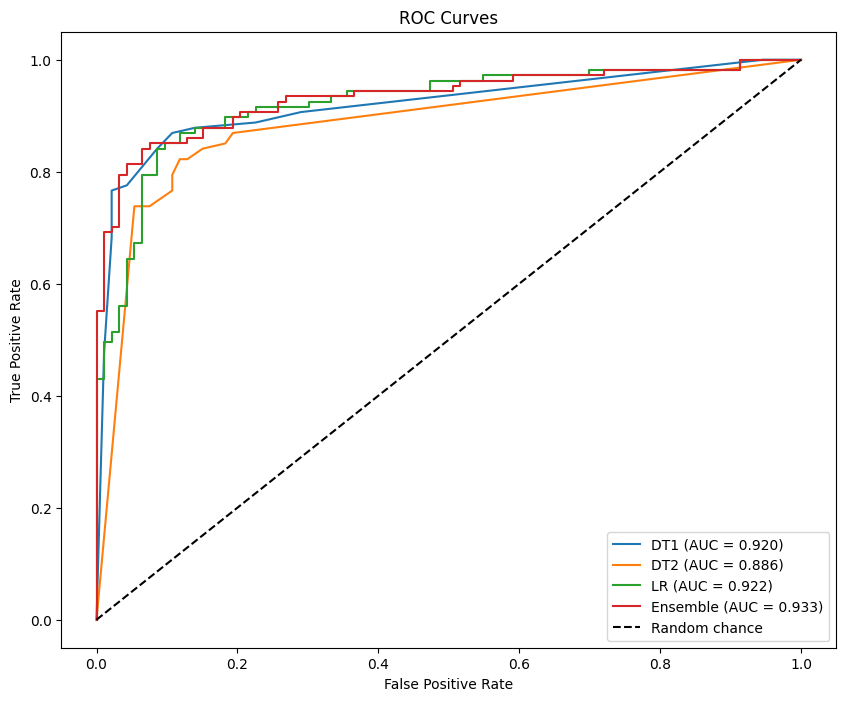 ROC Curves
True Positive Rate
1.0
0.8
0.6
0.4
0.2
0.0
0.0 0.2 0.4 0.6 0.8 1.0
False Positive Rate
DT1 (AUC = 0.920)
DT2 (AUC = 0.886)
LR (AUC = 0.922)
Ensemble (AUC = 0.933)
Random chance